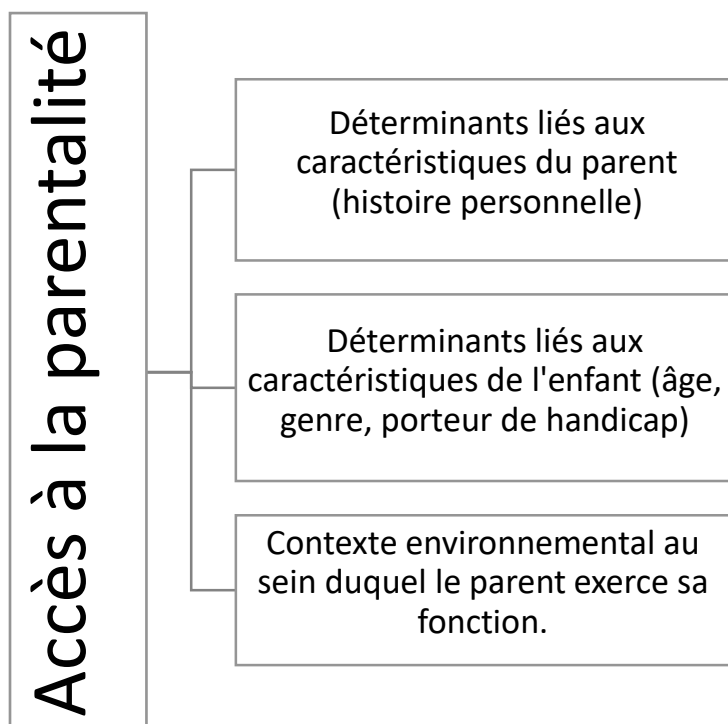 Accès à la parentalité
Déterminants liés aux
caractéristiques du parent
(histoire personnelle)
Déterminants liés aux
caractéristiques de l'enfant (âge,
genre, porteur de handicap)
Contexte environnemental au
sein duquel le parent exerce sa
fonction.